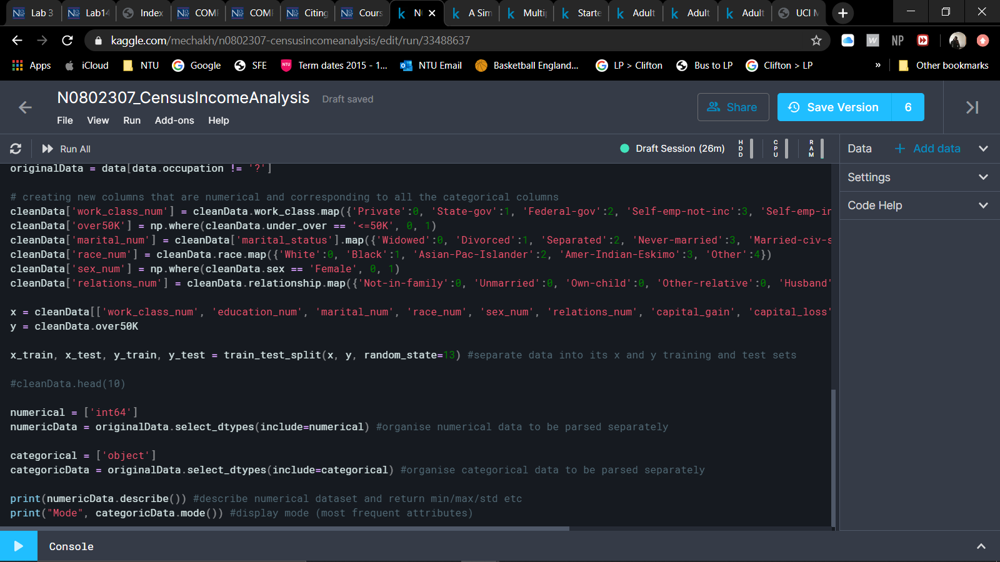 Lab 3
Lab14
Index
COM
COM
Citing
Cours
N
A Sim
Multi
Starte
Adult
Adult
Adult
UCI
kaggle.com/mechakh/n0802307-censusincomeanalysis/edit/run/33488637
W
NP
Apps
iCloud
NTU
Google
SFE
NTU
Term dates 2015 - 1...
NTU Email
Basketball England...
LP > Clifton
Bus to LP
Clifton > LP
»
Other bookmarks
N0802307_CensusIncomeAnalysis
Draft saved
File View Run Add-ons Help
Share
Save Version 6
Run All
Draft Session (26m)
HDD
CPU
RAM
Data
+ Add data
Settings
Code Help
originalData = data[data.occupation != '?']
# creating new columns that are numerical and corresponding to all the categorical columns
cleanData['work_class_num'] = cleanData.work_class.map({'Private':0, 'State-gov':1, 'Federal-gov':2, 'Self-emp-not-inc':3, 'Self-emp-in
cleanData['over50K'] = np.where(cleanData.under_over == '<=50K', 0, 1)
cleanData['marital_num'] = cleanData['marital_status'].map({'Widowed':0, 'Divorced':1, 'Separated':2, 'Never-married':3, 'Married-civ-s
cleanData['race_num'] = cleanData.race.map({'White':0, 'Black':1, 'Asian-Pac-Islander':2, 'Amer-Indian-Eskimo':3, 'Other':4})
cleanData['sex_num'] = np.where(cleanData.sex == 'Female', 0, 1)
cleanData['relations_num'] = cleanData.relationship.map({'Not-in-family':0, 'Unmarried':0, 'Own-child':0, 'Other-relative':0, 'Husband'
x = cleanData[['work_class_num', 'education_num', 'marital_num', 'race_num', 'sex_num', 'relations_num', 'capital_gain', 'capital_loss'
y = cleanData.over50K
x_train, x_test, y_train, y_test = train_test_split(x, y, random_state=13) #separate data into its x and y training and test sets
#cleanData.head(10)
numerical = ['int64']
numericData = originalData.select_dtypes(include=numerical) #organise numerical data to be parsed separately
categorical = ['object']
categoricData = originalData.select_dtypes(include=categorical) #organise categorical data to be parsed separately
print(numericData.describe()) #describe numerical dataset and return min/max/std etc
print("Mode", categoricData.mode()) #display mode (most frequent attributes)
Console